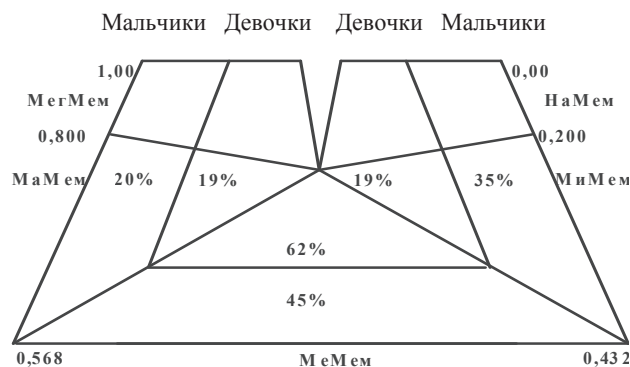 Мальчики Девочки Девочки Мальчики
1,00 0,00
МегМем НаМем
0,800 0,200
МаМем 20% 19% 19% 35% МиМем
62%
45%
0,568 МеМем 0,432